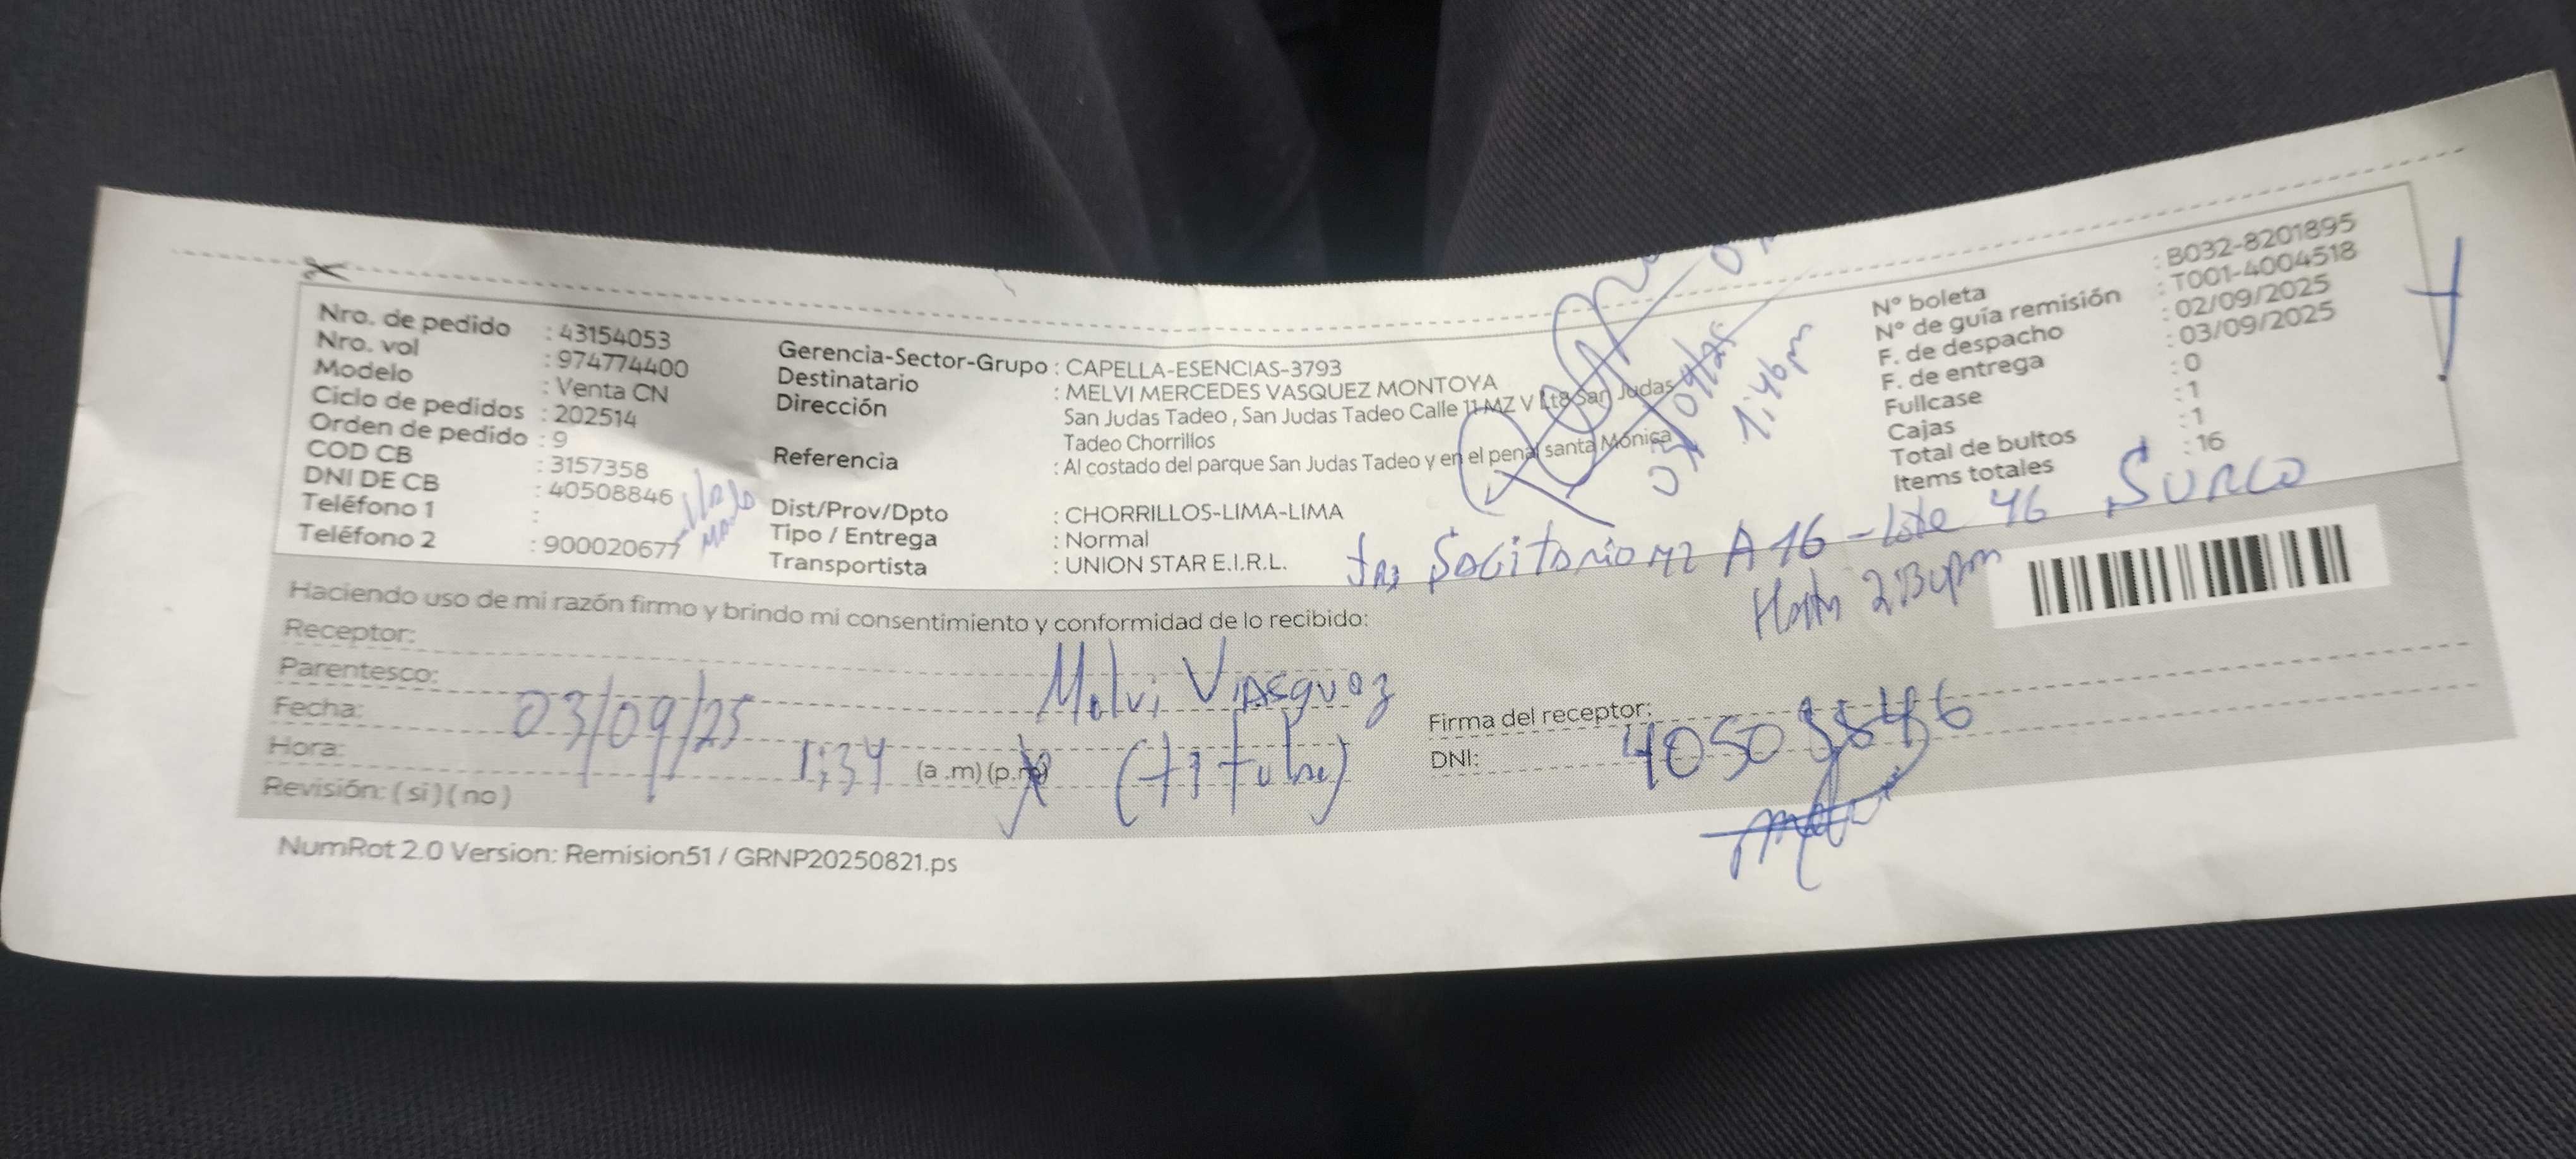 Nro. de pedido : 43154053
Nro. vol : 974774400
Modelo : Venta CN
Ciclo de pedidos : 202514
Orden de pedido : 9
COD CB : 3157358
DNI DE CB : 40508846
Teléfono 1 :
Teléfono 2 : 900020677
Gerencia-Sector-Grupo : CAPELLA-ESENCIAS-3793
Destinatario : MELVI MERCEDES VASQUEZ MONTOYA
Dirección : San Judas Tadeo , San Judas Tadeo Calle 11 MZ V Lt8 San Judas
Tadeo Chorrillos
Referencia : Al costado del parque San Judas Tadeo y en el penal santa Mónica
Dist/Prov/Dpto : CHORRILLOS-LIMA-LIMA
Tipo / Entrega : Normal
Transportista : UNION STAR E.I.R.L.
1:46pm
N° boleta : B032-8201895
N° de guía remisión : T001-4004518
F. de despacho : 02/09/2025
F. de entrega : 03/09/2025
Fullcase : 0
Cajas : 1
Total de bultos : 1
Items totales : 16
MZ A 16 - Lote 46 SURCO
Haciendo uso de mi razón firmo y brindo mi consentimiento y conformidad de lo recibido:
Receptor: Melvi Vasquez
Parentesco: (titular)
Fecha: 03/09/25
Hora: 1:34 (a .m) (p.m)
Revisión: ( si ) ( no )
Firma del receptor:
DNI: 40508846
NumRot 2.0 Version: Remision51 / GRNP20250821.ps